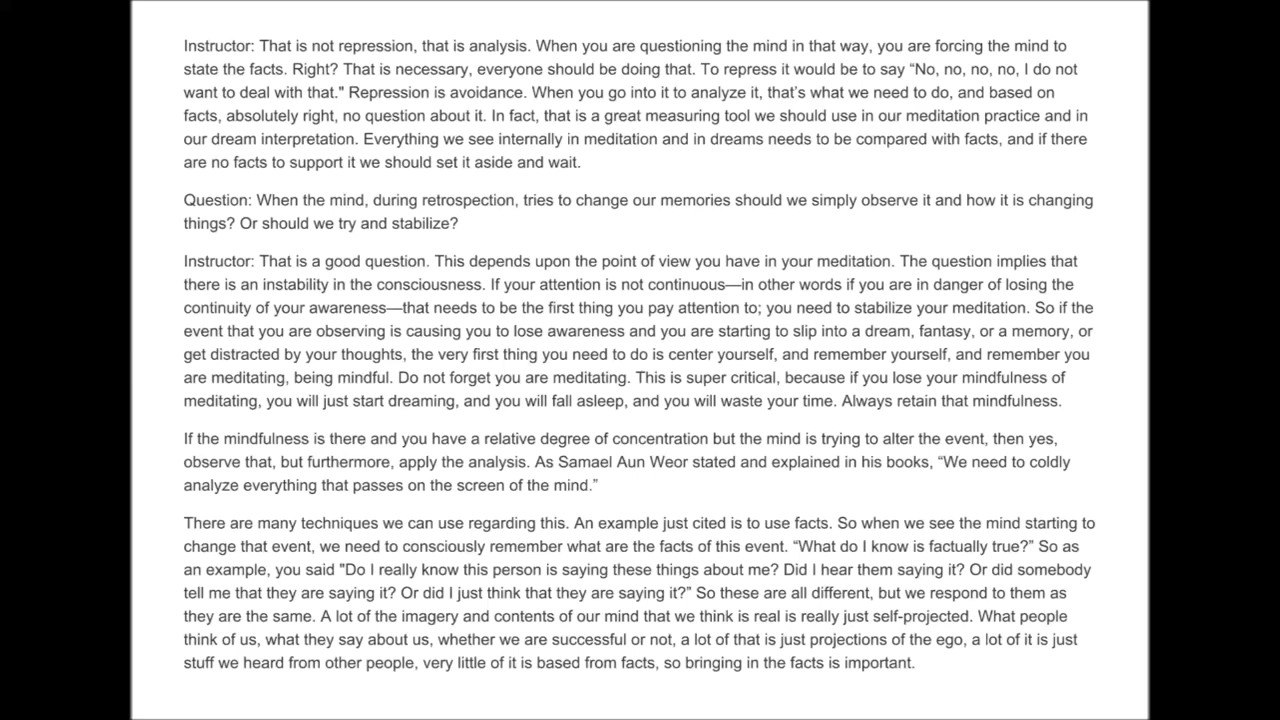 Instructor: That is not repression, that is analysis. When you are questioning the mind in that way, you are forcing the mind to
state the facts. Right? That is necessary, everyone should be doing that. To repress it would be to say “No, no, no, no, I do not
want to deal with that." Repression is avoidance. When you go into it to analyze it, that’s what we need to do, and based on
facts, absolutely right, no question about it. In fact, that is a great measuring tool we should use in our meditation practice and in
our dream interpretation. Everything we see internally in meditation and in dreams needs to be compared with facts, and if there
are no facts to support it we should set it aside and wait.
Question: When the mind, during retrospection, tries to change our memories should we simply observe it and how it is changing
things? Or should we try and stabilize?
Instructor: That is a good question. This depends upon the point of view you have in your meditation. The question implies that
there is an instability in the consciousness. If your attention is not continuous—in other words if you are in danger of losing the
continuity of your awareness—that needs to be the first thing you pay attention to; you need to stabilize your meditation. So if the
event that you are observing is causing you to lose awareness and you are starting to slip into a dream, fantasy, or a memory, or
get distracted by your thoughts, the very first thing you need to do is center yourself, and remember yourself, and remember you
are meditating, being mindful. Do not forget you are meditating. This is super critical, because if you lose your mindfulness of
meditating, you will just start dreaming, and you will fall asleep, and you will waste your time. Always retain that mindfulness.
If the mindfulness is there and you have a relative degree of concentration but the mind is trying to alter the event, then yes,
observe that, but furthermore, apply the analysis. As Samael Aun Weor stated and explained in his books, “We need to coldly
analyze everything that passes on the screen of the mind.”
There are many techniques we can use regarding this. An example just cited is to use facts. So when we see the mind starting to
change that event, we need to consciously remember what are the facts of this event. “What do I know is factually true?” So as
an example, you said "Do I really know this person is saying these things about me? Did I hear them saying it? Or did somebody
tell me that they are saying it? Or did I just think that they are saying it?” So these are all different, but we respond to them as
they are the same. A lot of the imagery and contents of our mind that we think is real is really just self-projected. What people
think of us, what they say about us, whether we are successful or not, a lot of that is just projections of the ego, a lot of it is just
stuff we heard from other people, very little of it is based from facts, so bringing in the facts is important.